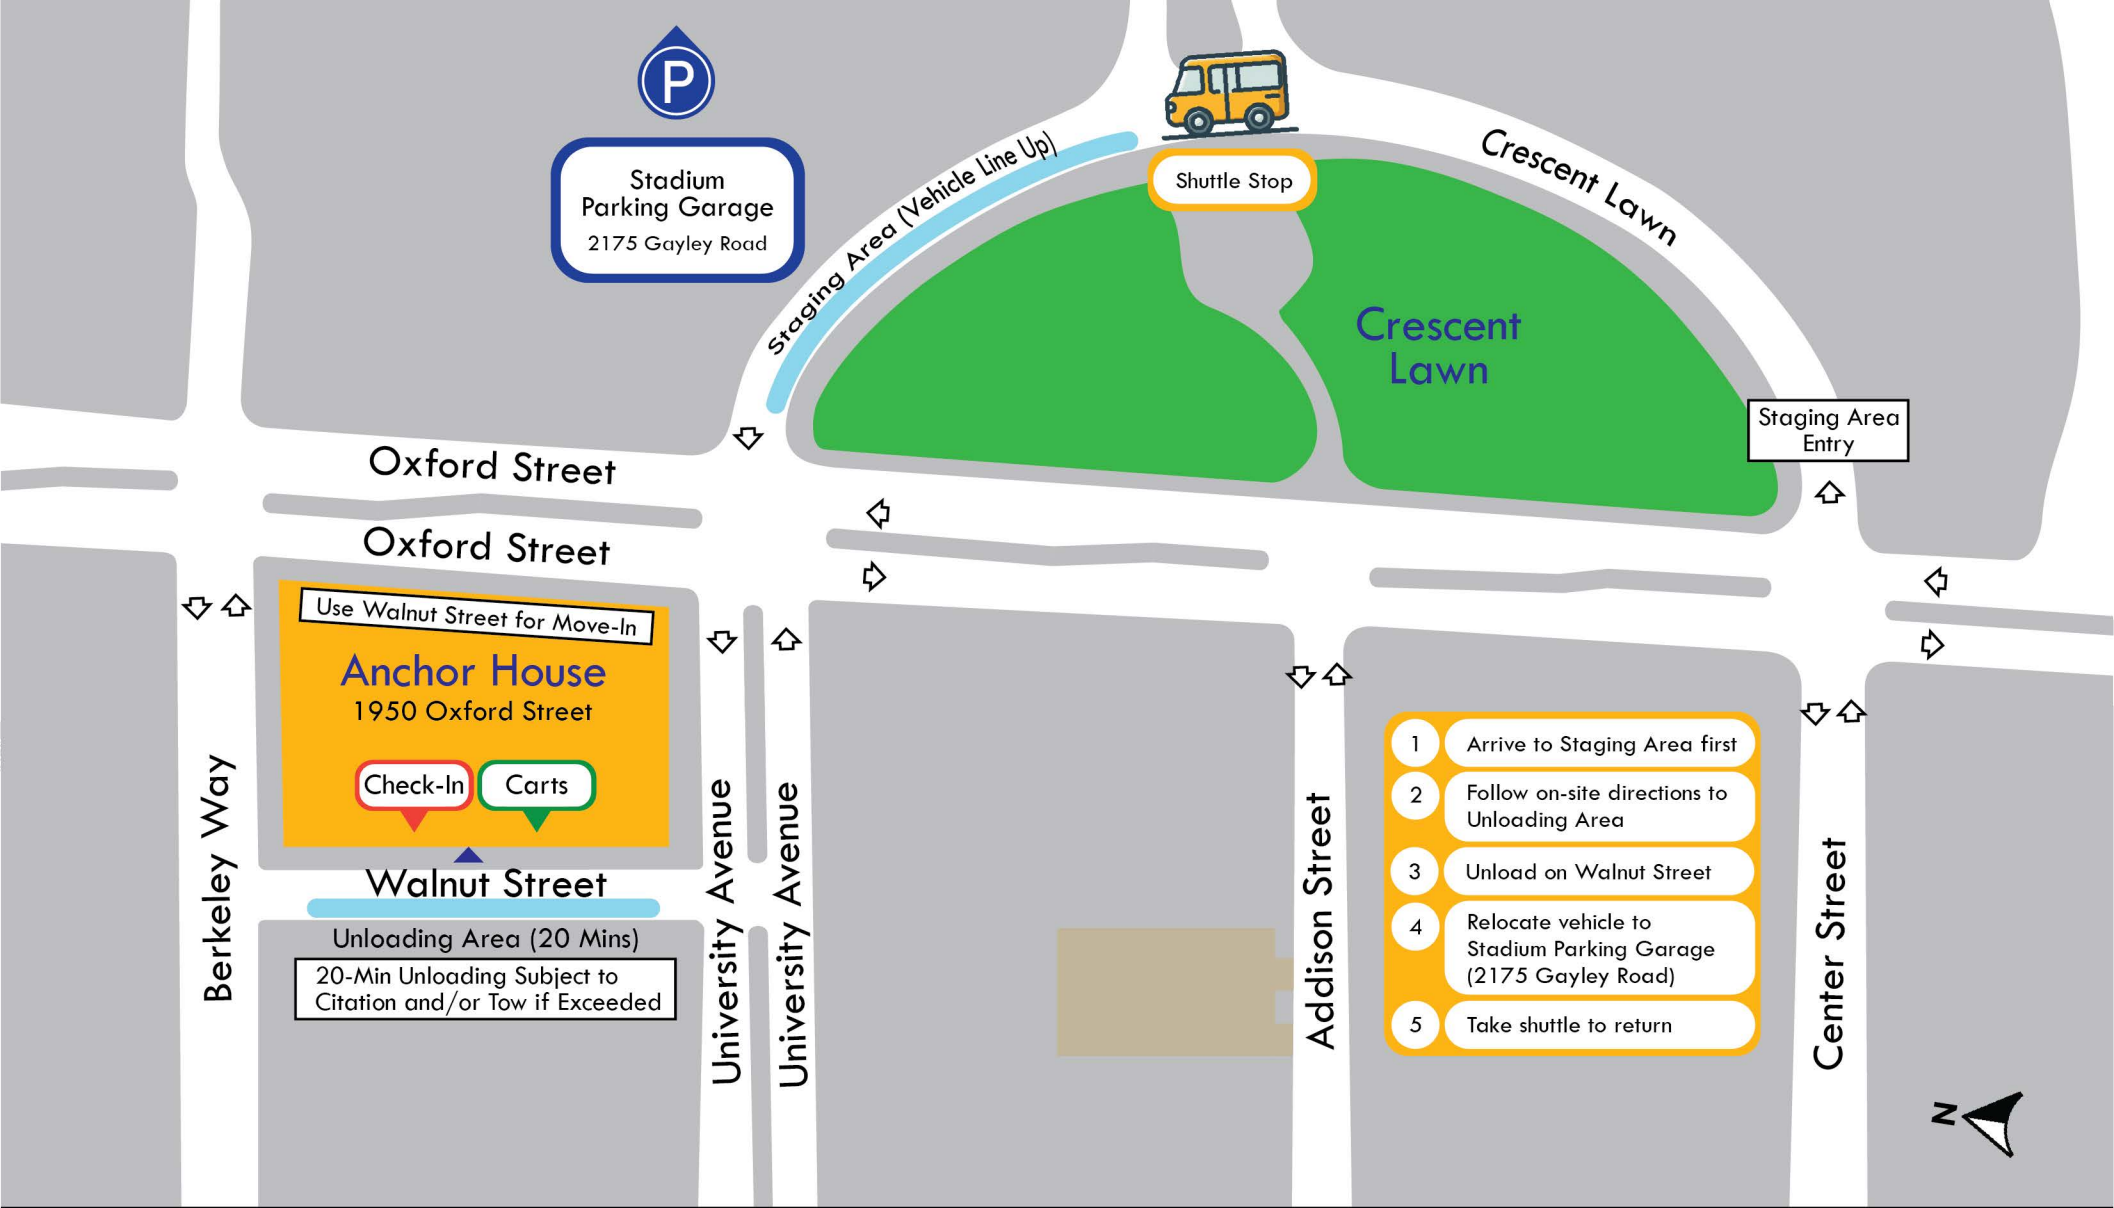 P
Stadium
Parking Garage
2175 Gayley Road
Staging Area (Vehicle Line Up)
Shuttle Stop
Crescent Lawn
Crescent
Lawn
Staging Area
Entry
Oxford Street
Oxford Street
Use Walnut Street for Move-In
Anchor House
1950 Oxford Street
Check-In
Carts
Walnut Street
Unloading Area (20 Mins)
20-Min Unloading Subject to
Citation and/or Tow if Exceeded
Berkeley Way
University Avenue
University Avenue
Addison Street
1 Arrive to Staging Area first
2 Follow on-site directions to
Unloading Area
3 Unload on Walnut Street
4 Relocate vehicle to
Stadium Parking Garage
(2175 Gayley Road)
5 Take shuttle to return
Center Street
N